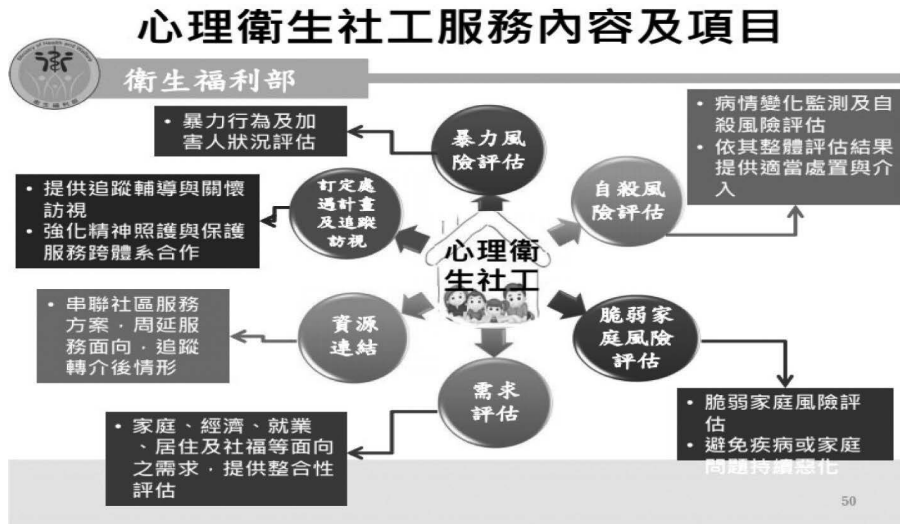 心理衛生社工服務內容及項目
衛生福利部
• 暴力行為及加
害人狀況評估
暴力風
險評估
• 病情變化監測及自
殺風險評估
• 依其整體評估結果
提供適當處置與介
入
自殺風
險評估
• 提供追蹤輔導與關懷
訪視
• 強化精神照護與保護
服務跨體系合作
訂定處
遇計畫
及追蹤
訪視
心理衛
生社工
• 串聯社區服務
方案，周延服
務面向，追蹤
轉介後情形
資源
連結
脆弱家
庭風險
評估
需求
評估
• 家庭、經濟、就業
、居住及社福等面向
之需求，提供整合性
評估
• 脆弱家庭風險評
估
• 避免疾病或家庭
問題持續惡化
50